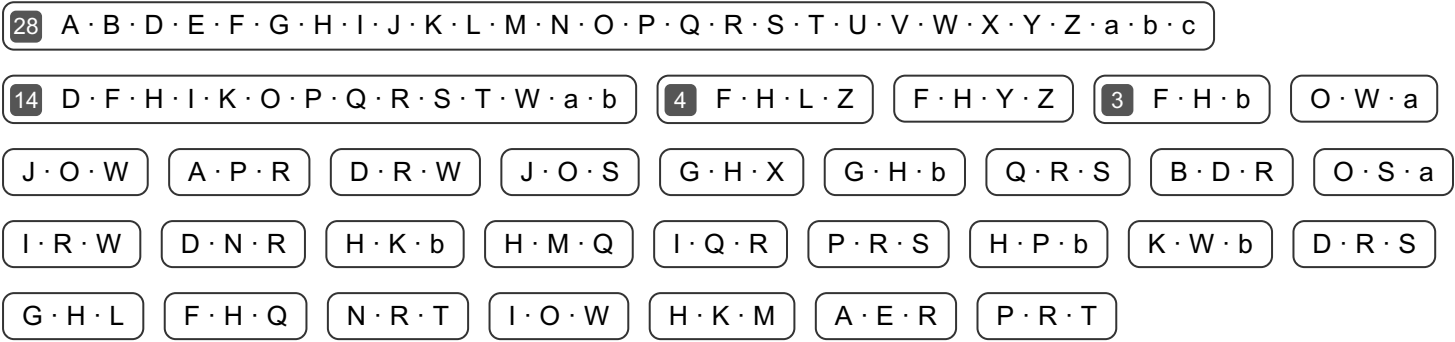 28 A · B · D · E · F · G · H · I · J · K · L · M · N · O · P · Q · R · S · T · U · V · W · X · Y · Z · a · b · c
14 D · F · H · I · K · O · P · Q · R · S · T · W · a · b 4 F · H · L · Z F · H · Y · Z 3 F · H · b O · W · a
J · O · W A · P · R D · R · W J · O · S G · H · X G · H · b Q · R · S B · D · R O · S · a
I · R · W D · N · R H · K · b H · M · Q I · Q · R P · R · S H · P · b K · W · b D · R · S
G · H · L F · H · Q N · R · T I · O · W H · K · M A · E · R P · R · T